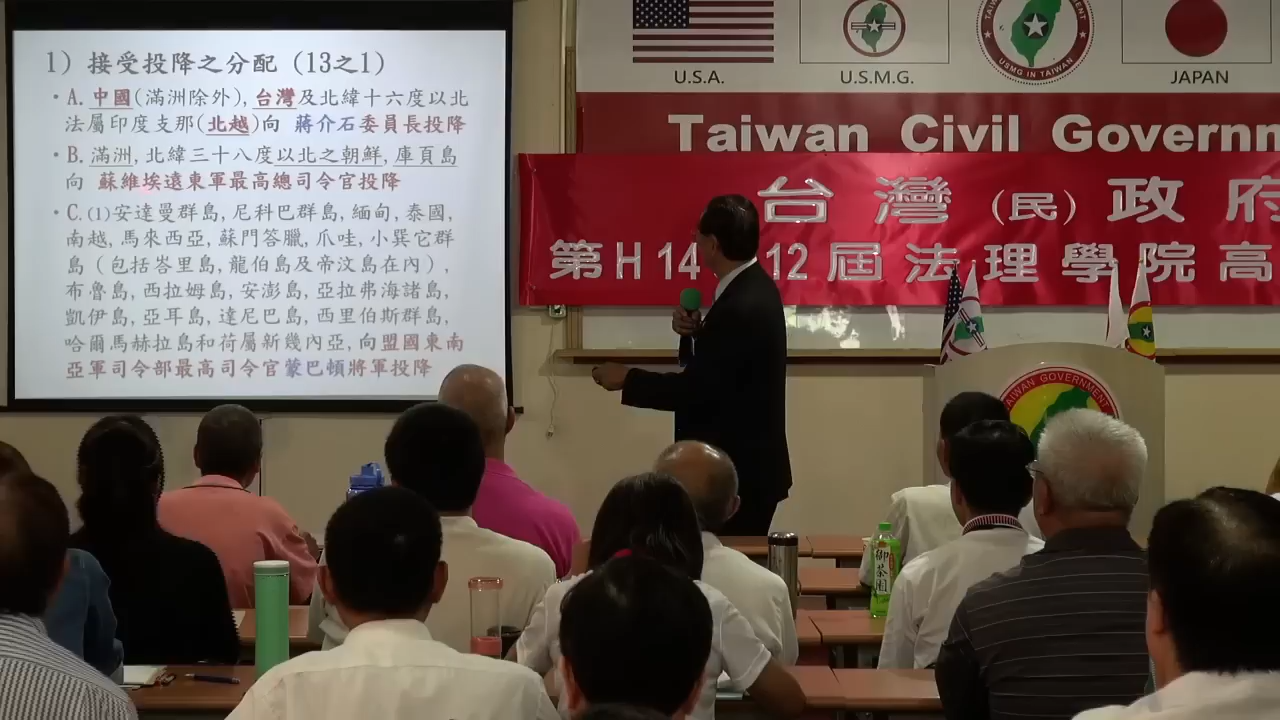 1) 接受投降之分配 (13之1)
• A. 中國(滿洲除外), 台灣及北緯十六度以北
法屬印度支那(北越)向 蔣介石委員長投降
• B. 滿洲, 北緯三十八度以北之朝鮮, 庫頁島
向 蘇維埃遠東軍最高總司令官投降
• C. (1)安達曼群島, 尼科巴群島, 緬甸, 泰國,
南越, 馬來西亞, 蘇門答臘, 爪哇, 小巽它群
島 (包括峇里島, 龍伯島及帝汶島在內) ,
布魯島, 西拉姆島, 安澎島, 亞拉弗海諸島,
凱伊島, 亞耳島, 達尼巴島, 西里伯斯群島,
哈爾馬赫拉島和荷屬新幾內亞, 向盟國東南
亞軍司令部最高司令官蒙巴頓將軍投降
U.S.A.
U.S.M.G.
USMG IN TAIWAN
JAPAN
Taiwan Civil Governm
台灣(民)政府
第H14 12屆法理學院高
TAIWAN GOVERNMENT
御茶園